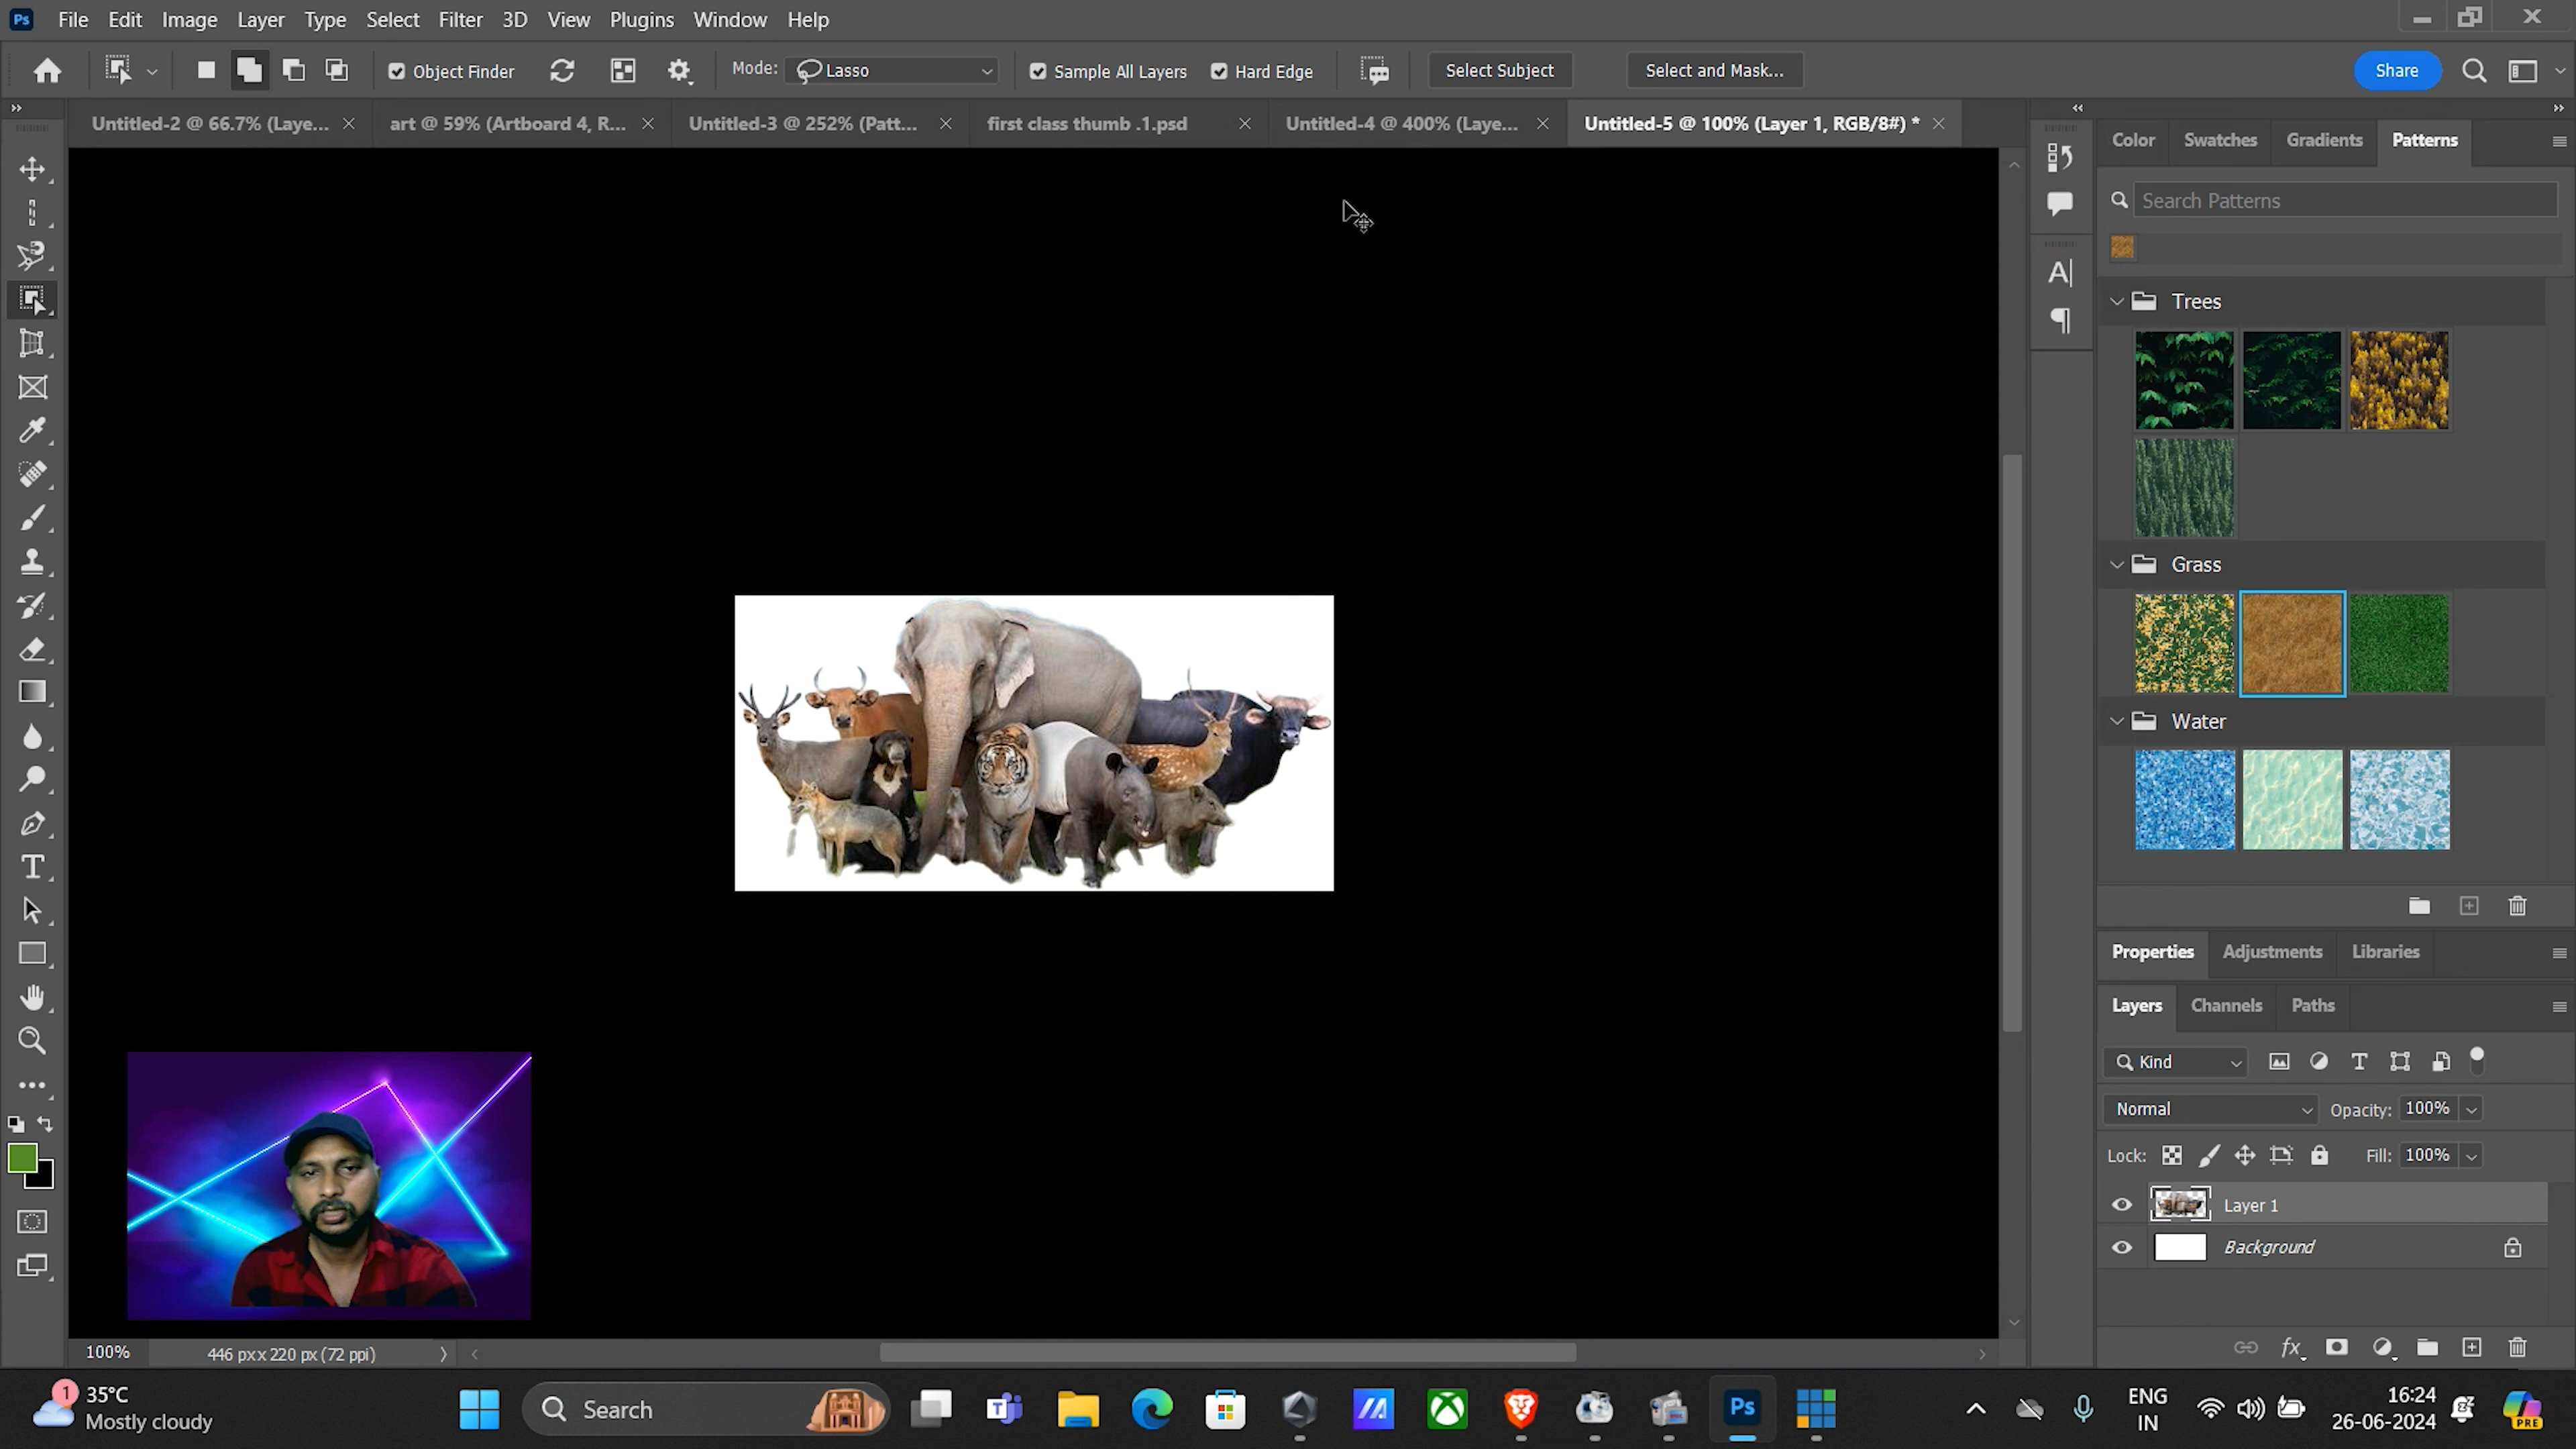 Ps File Edit Image Layer Type Select Filter 3D View Plugins Window Help
Object Finder Mode: Lasso Sample All Layers Hard Edge Select Subject Select and Mask... Share
Untitled-2 @ 66.7% (Laye... art @ 59% (Artboard 4, R... Untitled-3 @ 252% (Patt... first class thumb .1.psd Untitled-4 @ 400% (Laye... Untitled-5 @ 100% (Layer 1, RGB/8#) *
Color Swatches Gradients Patterns
Search Patterns
Trees
Grass
Water
Properties Adjustments Libraries
Layers Channels Paths
Kind
Normal Opacity: 100%
Lock: Fill: 100%
Layer 1
Background
100% 446 px x 220 px (72 ppi)
1 35°C
Mostly cloudy
Search
T
Ps
ENG
IN
16:24
26-06-2024
PRE